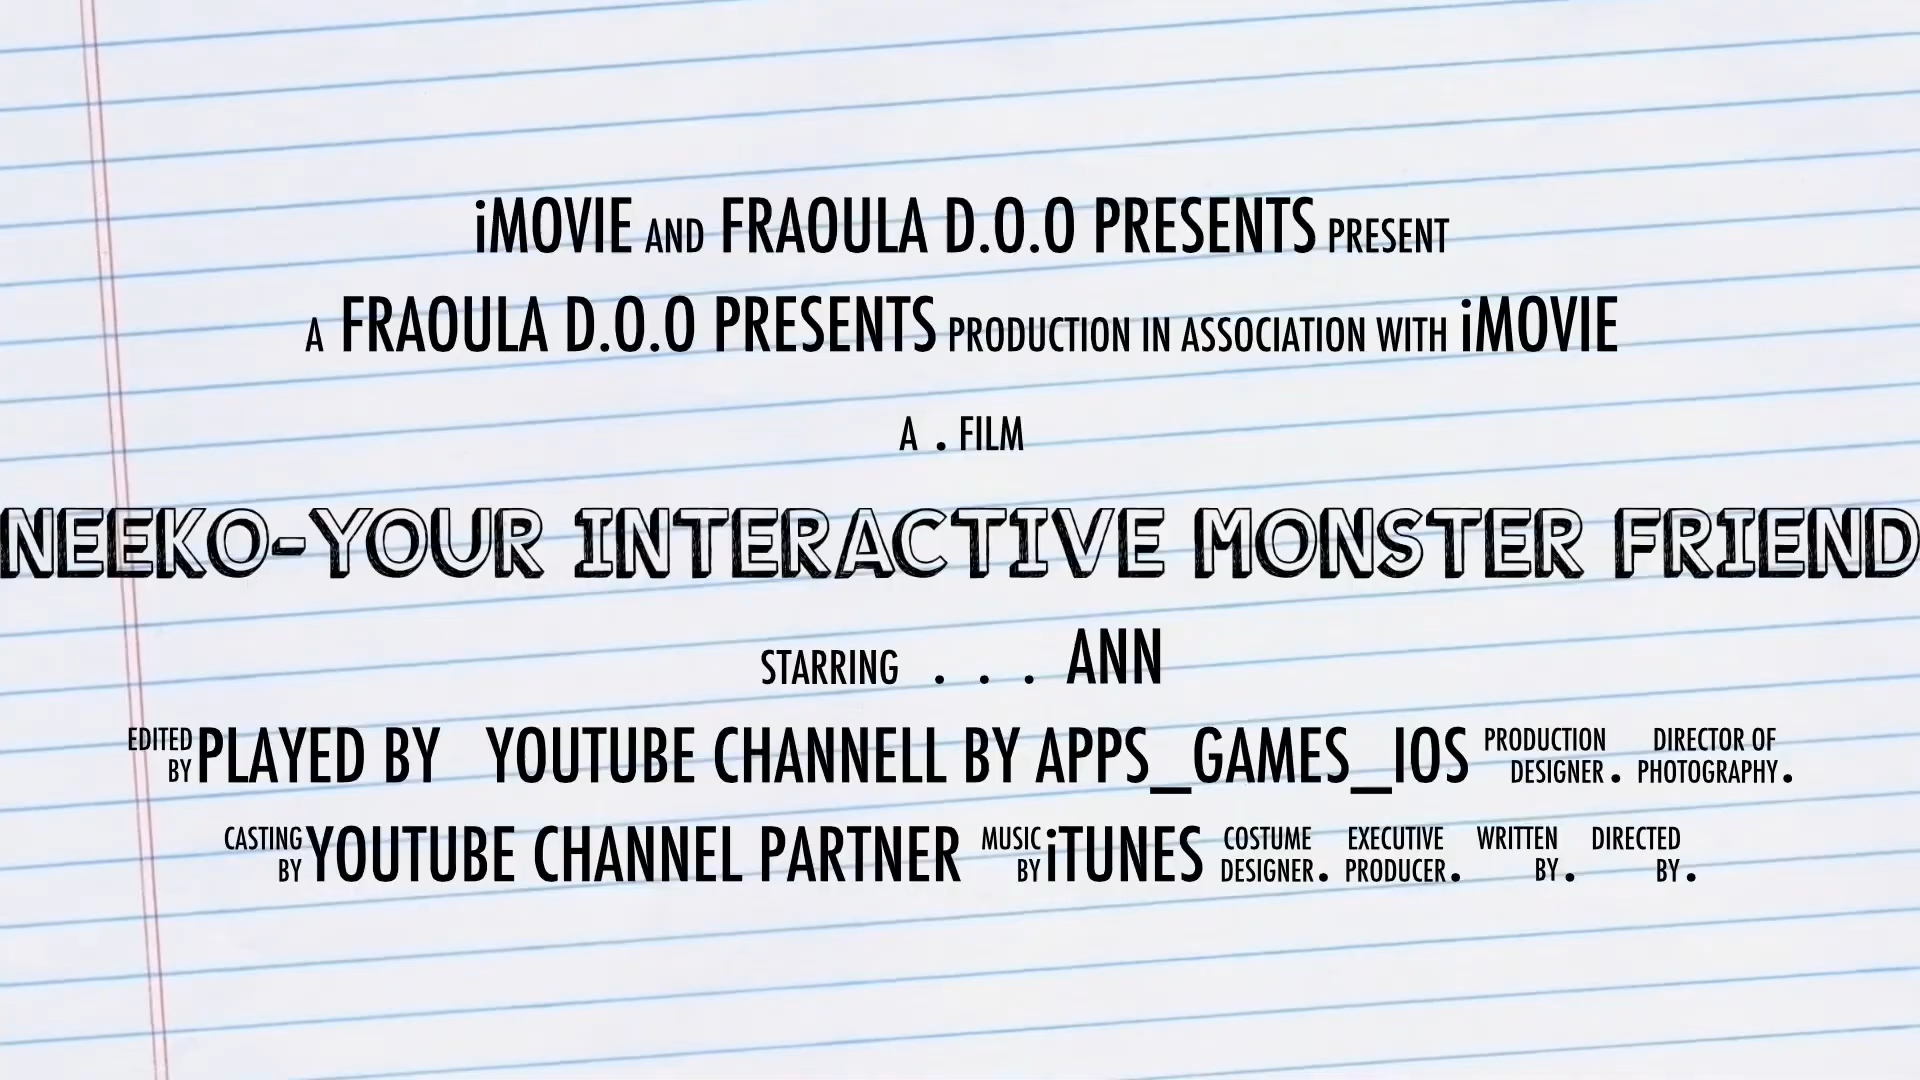 iMOVIE AND FRAOULA D.O.O PRESENTS PRESENT
A FRAOULA D.O.O PRESENTS PRODUCTION IN ASSOCIATION WITH iMOVIE
A . FILM
NEEKO-YOUR INTERACTIVE MONSTER FRIEND
STARRING . . . ANN
EDITED BY PLAYED BY YOUTUBE CHANNELL BY APPS_GAMES_IOS PRODUCTION DESIGNER . DIRECTOR OF PHOTOGRAPHY .
CASTING BY YOUTUBE CHANNEL PARTNER MUSIC BY iTUNES COSTUME DESIGNER . EXECUTIVE PRODUCER . WRITTEN BY . DIRECTED BY .